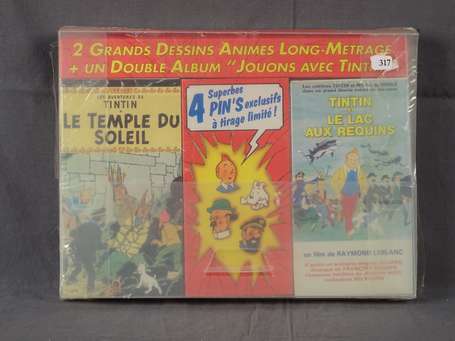 2 GRANDS DESSINS ANIMES LONG-METRAGE
+ UN DOUBLE ALBUM "JOUONS AVEC TINTIN"
317
LES AVENTURES DE
TINTIN
LE TEMPLE DU
SOLEIL
4 Superbes
PIN'S exclusifs
à tirage limité !
TINTIN
LE LAC
AUX REQUINS
un film de RAYMOND LEBLANC